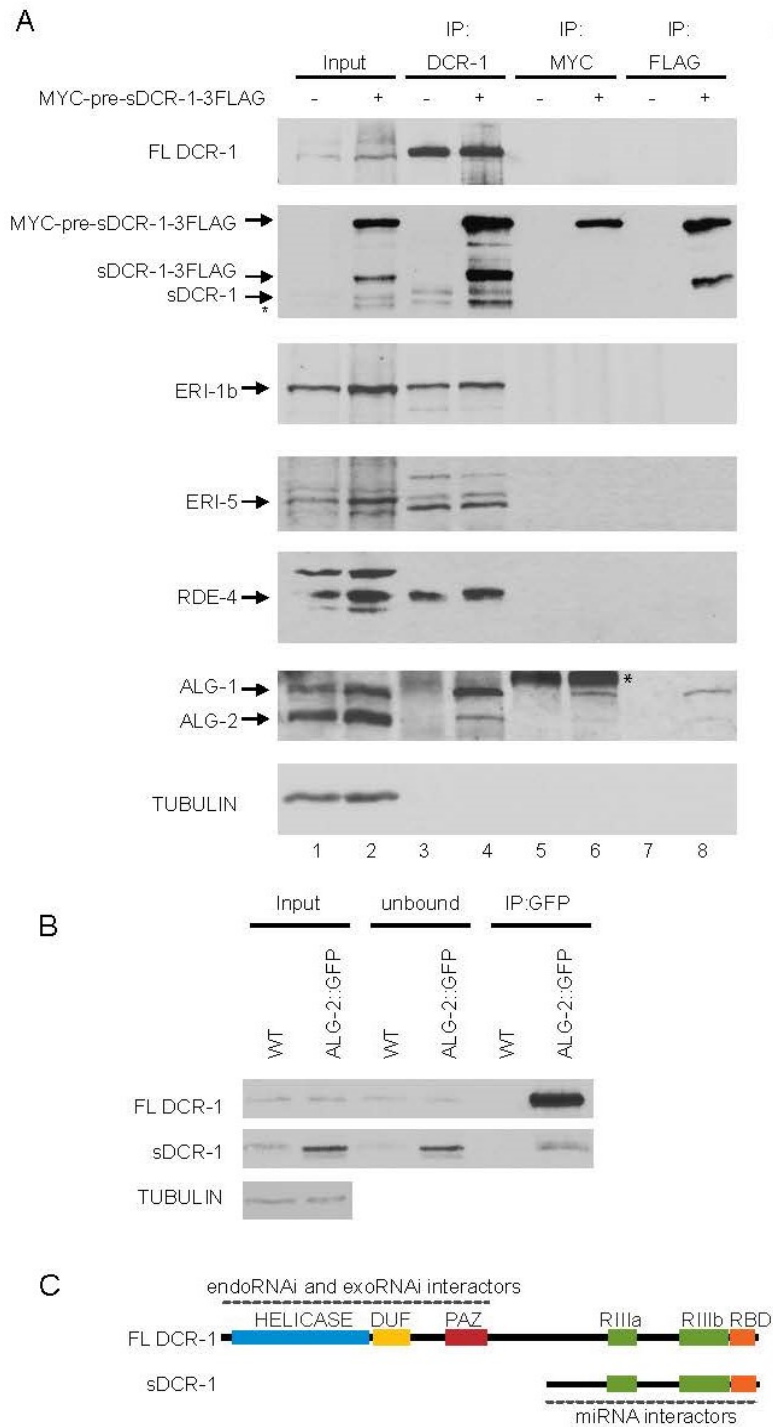 A
IP: IP: IP:
Input DCR-1 MYC FLAG
MYC-pre-sDCR-1-3FLAG - + - + - + - +
FL DCR-1
MYC-pre-sDCR-1-3FLAG
sDCR-1-3FLAG
sDCR-1
*
ERI-1b
ERI-5
RDE-4
ALG-1 *
ALG-2
TUBULIN
1 2 3 4 5 6 7 8
B
Input unbound IP:GFP
WT ALG-2::GFP WT ALG-2::GFP WT ALG-2::GFP
FL DCR-1
sDCR-1
TUBULIN
C
endoRNAi and exoRNAi interactors
HELICASE DUF PAZ RIIIa RIIIb RBD
FL DCR-1
sDCR-1
miRNA interactors